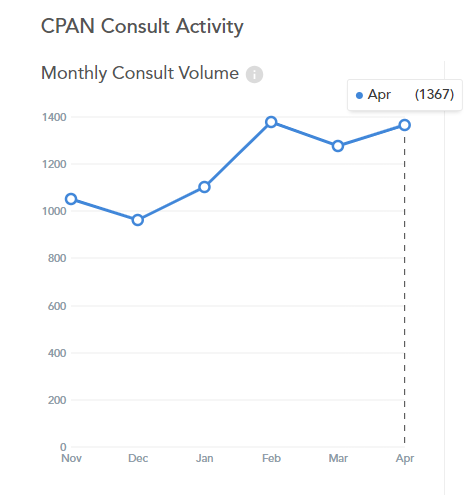 CPAN Consult Activity
Monthly Consult Volume i
Apr (1367)
1400
1200
1000
800
600
400
200
0
Nov Dec Jan Feb Mar Apr